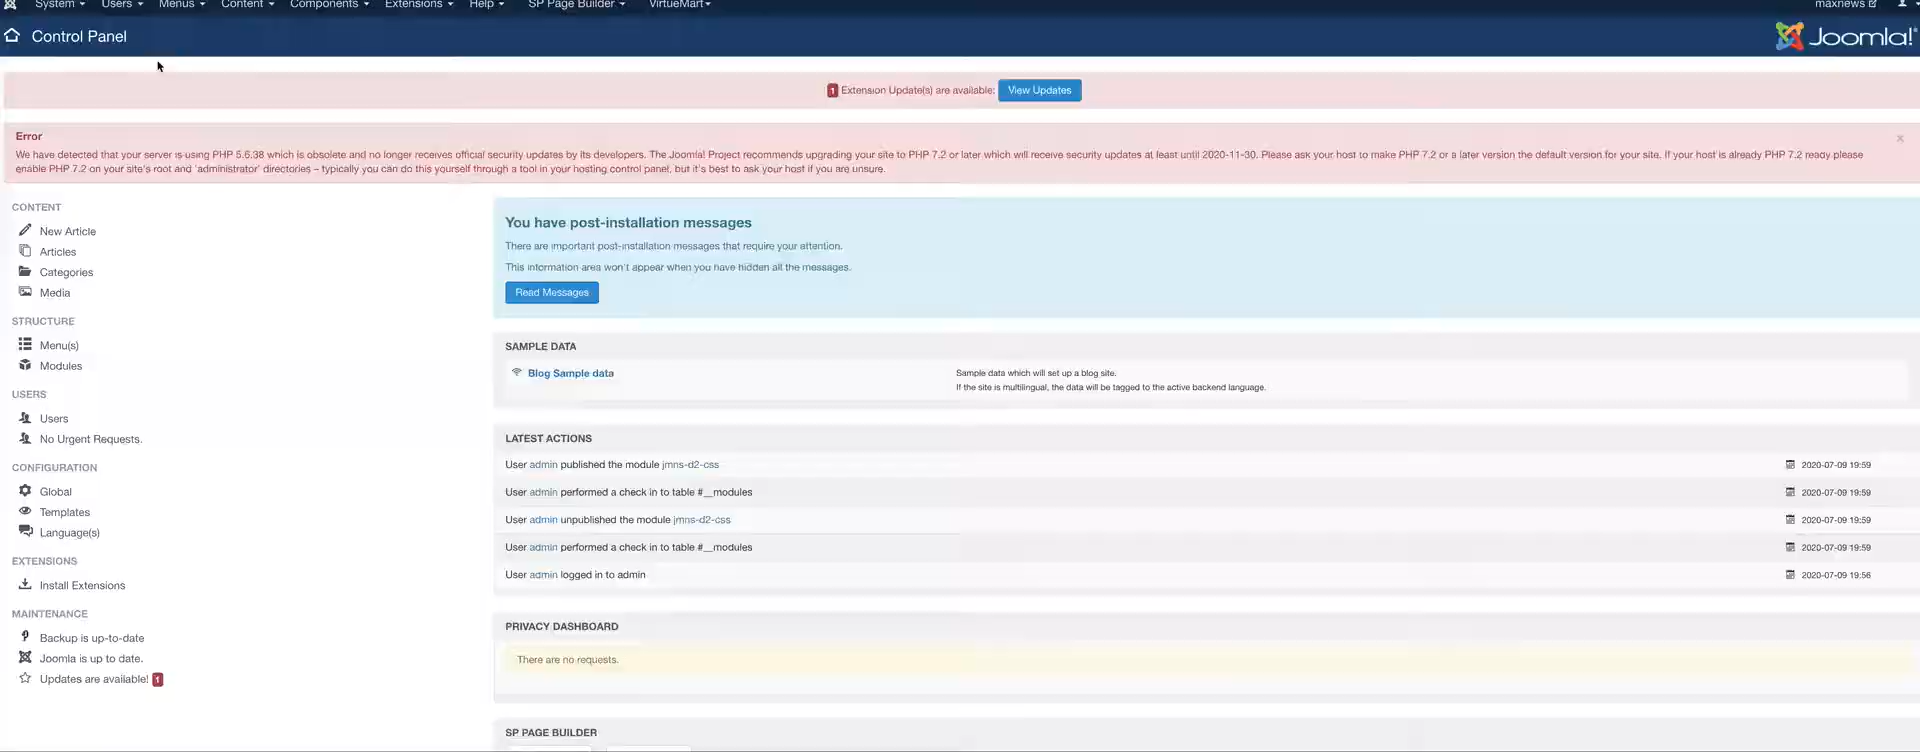 System Users Menus Content Components Extensions Help SP Page Builder VirtueMart maxnews
Control Panel
Joomla!
1 Extension Update(s) are available: View Updates
Error
We have detected that your server is using PHP 5.6.38 which is obsolete and no longer receives official security updates by its developers. The Joomla! Project recommends upgrading your site to PHP 7.2 or later which will receive security updates at least until 2020-11-30. Please ask your host to make PHP 7.2 or a later version the default version for your site. If your host is already PHP 7.2 ready please
enable PHP 7.2 on your site's root and 'administrator' directories – typically you can do this yourself through a tool in your hosting control panel, but it's best to ask your host if you are unsure.
CONTENT
New Article
Articles
Categories
Media
STRUCTURE
Menu(s)
Modules
USERS
Users
No Urgent Requests.
CONFIGURATION
Global
Templates
Language(s)
EXTENSIONS
Install Extensions
MAINTENANCE
Backup is up-to-date
Joomla is up to date.
Updates are available! 1
You have post-installation messages
There are important post-installation messages that require your attention.
This information area won't appear when you have hidden all the messages.
Read Messages
SAMPLE DATA
Blog Sample data
Sample data which will set up a blog site.
If the site is multilingual, the data will be tagged to the active backend language.
LATEST ACTIONS
User admin published the module jmns-d2-css 2020-07-09 19:59
User admin performed a check in to table #__modules 2020-07-09 19:59
User admin unpublished the module jmns-d2-css 2020-07-09 19:59
User admin performed a check in to table #__modules 2020-07-09 19:59
User admin logged in to admin 2020-07-09 19:56
PRIVACY DASHBOARD
There are no requests.
SP PAGE BUILDER